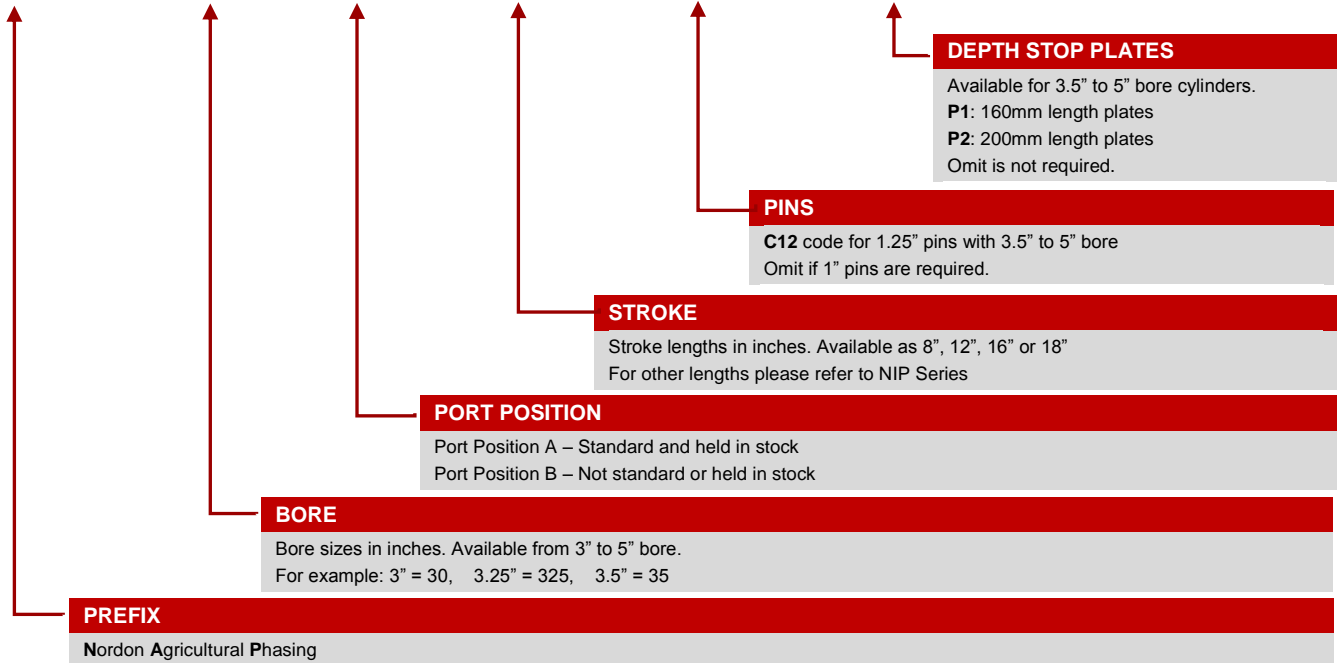 DEPTH STOP PLATES
Available for 3.5” to 5” bore cylinders.
P1: 160mm length plates
P2: 200mm length plates
Omit is not required.
PINS
C12 code for 1.25” pins with 3.5” to 5” bore
Omit if 1” pins are required.
STROKE
Stroke lengths in inches. Available as 8”, 12”, 16” or 18”
For other lengths please refer to NIP Series
PORT POSITION
Port Position A – Standard and held in stock
Port Position B – Not standard or held in stock
BORE
Bore sizes in inches. Available from 3” to 5” bore.
For example: 3” = 30, 3.25” = 325, 3.5” = 35
PREFIX
Nordon Agricultural Phasing